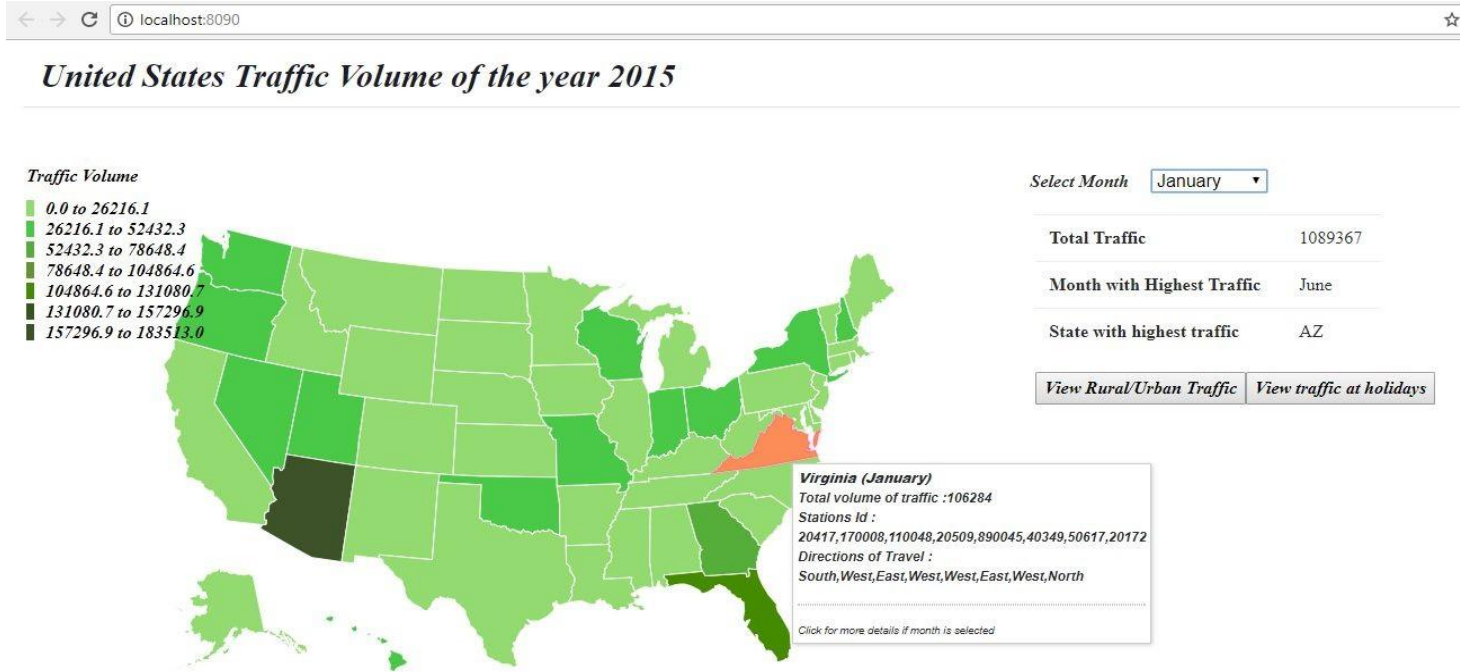 localhost:8090
United States Traffic Volume of the year 2015
Traffic Volume
0.0 to 26216.1
26216.1 to 52432.3
52432.3 to 78648.4
78648.4 to 104864.6
104864.6 to 131080.7
131080.7 to 157296.9
157296.9 to 183513.0
Select Month January
Total Traffic 1089367
Month with Highest Traffic June
State with highest traffic AZ
View Rural/Urban Traffic View traffic at holidays
Virginia (January)
Total volume of traffic :106284
Stations Id :
20417,170008,110048,20509,890045,40349,50617,20172
Directions of Travel :
South,West,East,West,West,East,West,North
Click for more details if month is selected